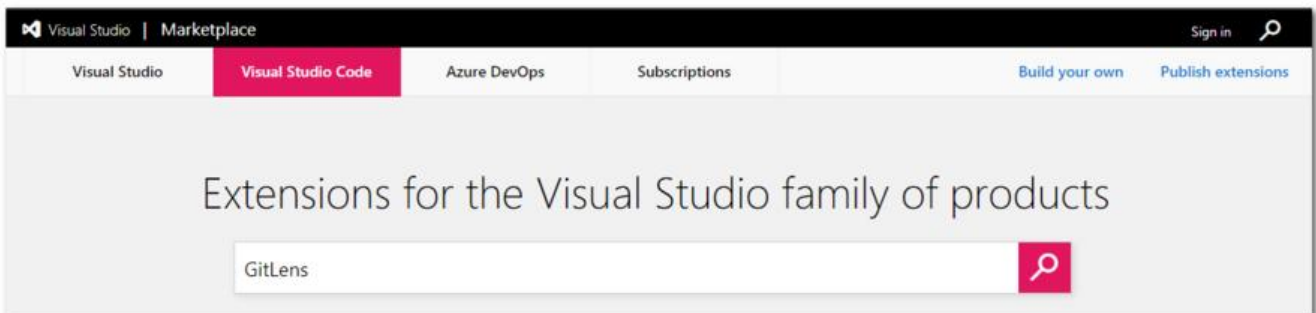 Visual Studio | Marketplace Sign in
Visual Studio Visual Studio Code Azure DevOps Subscriptions Build your own Publish extensions
Extensions for the Visual Studio family of products
GitLens